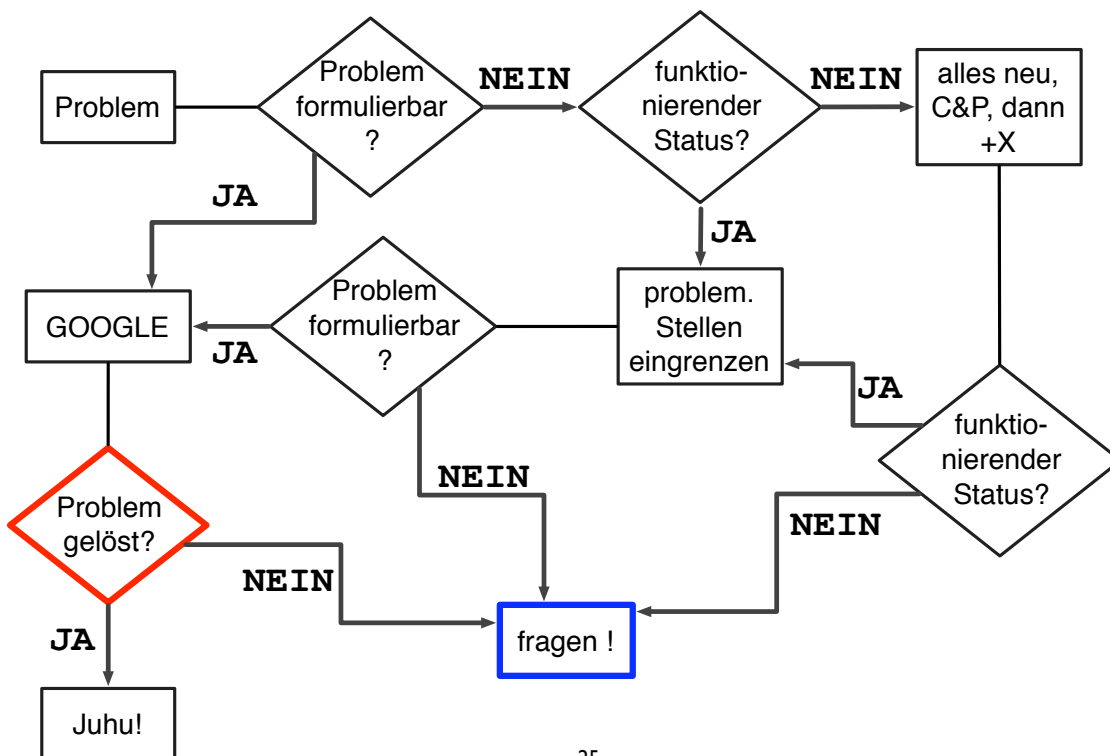 Problem
Problem
formulierbar
?
NEIN
funktio-
nierender
Status?
NEIN
alles neu,
C&P, dann
+X
JA
JA
GOOGLE
JA
Problem
formulierbar
?
problem.
Stellen
eingrenzen
JA
funktio-
nierender
Status?
NEIN
NEIN
Problem
gelöst?
NEIN
fragen !
JA
Juhu!